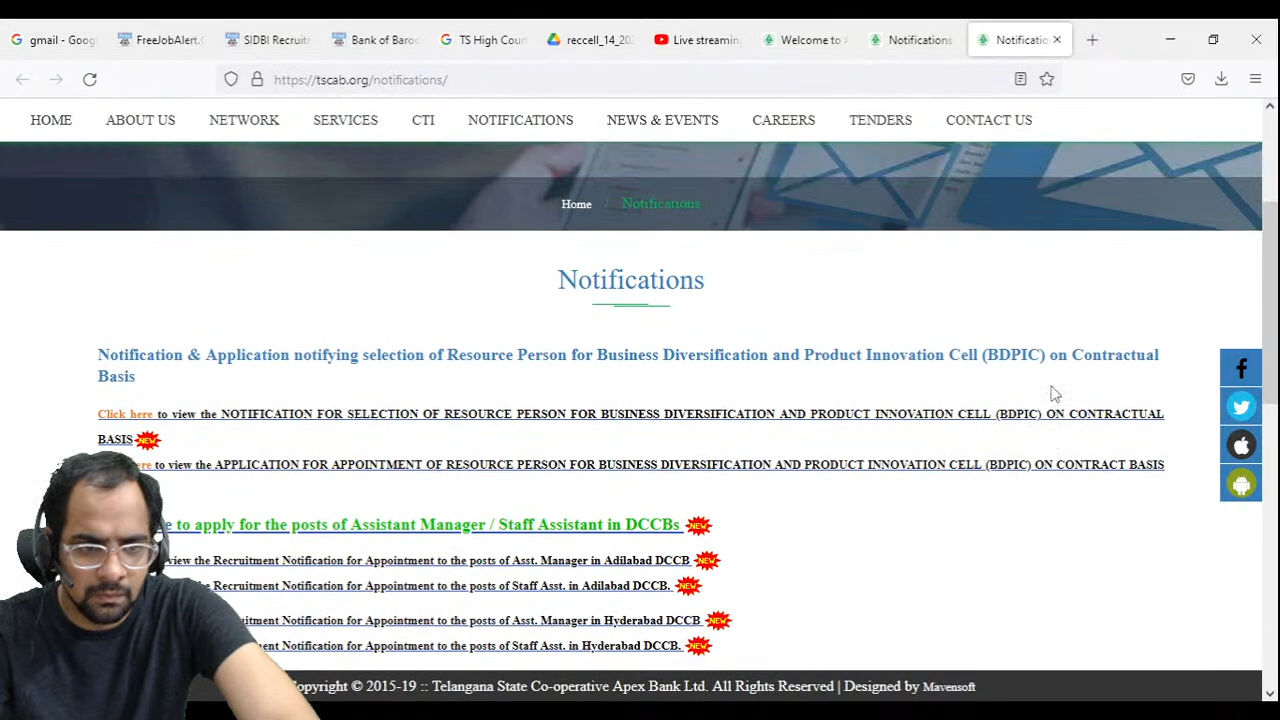 gmail - Goog
FreeJobAlert.C
SIDBI Recruit
Bank of Baro
TS High Cou
reccell_14_20
Live streamin
Welcome to
Notifications
Notificatio
https://tscab.org/notifications/
HOME ABOUT US NETWORK SERVICES CTI NOTIFICATIONS NEWS & EVENTS CAREERS TENDERS CONTACT US
Home / Notifications
Notifications
Notification & Application notifying selection of Resource Person for Business Diversification and Product Innovation Cell (BDPIC) on Contractual
Basis
Click here to view the NOTIFICATION FOR SELECTION OF RESOURCE PERSON FOR BUSINESS DIVERSIFICATION AND PRODUCT INNOVATION CELL (BDPIC) ON CONTRACTUAL
BASIS NEW
ere to view the APPLICATION FOR APPOINTMENT OF RESOURCE PERSON FOR BUSINESS DIVERSIFICATION AND PRODUCT INNOVATION CELL (BDPIC) ON CONTRACT BASIS
e to apply for the posts of Assistant Manager / Staff Assistant in DCCBs NEW
view the Recruitment Notification for Appointment to the posts of Asst. Manager in Adilabad DCCB NEW
he Recruitment Notification for Appointment to the posts of Staff Asst. in Adilabad DCCB. NEW
uitment Notification for Appointment to the posts of Asst. Manager in Hyderabad DCCB NEW
uitment Notification for Appointment to the posts of Staff Asst. in Hyderabad DCCB. NEW
opyright © 2015-19 :: Telangana State Co-operative Apex Bank Ltd. All Rights Reserved | Designed by Mavensoft